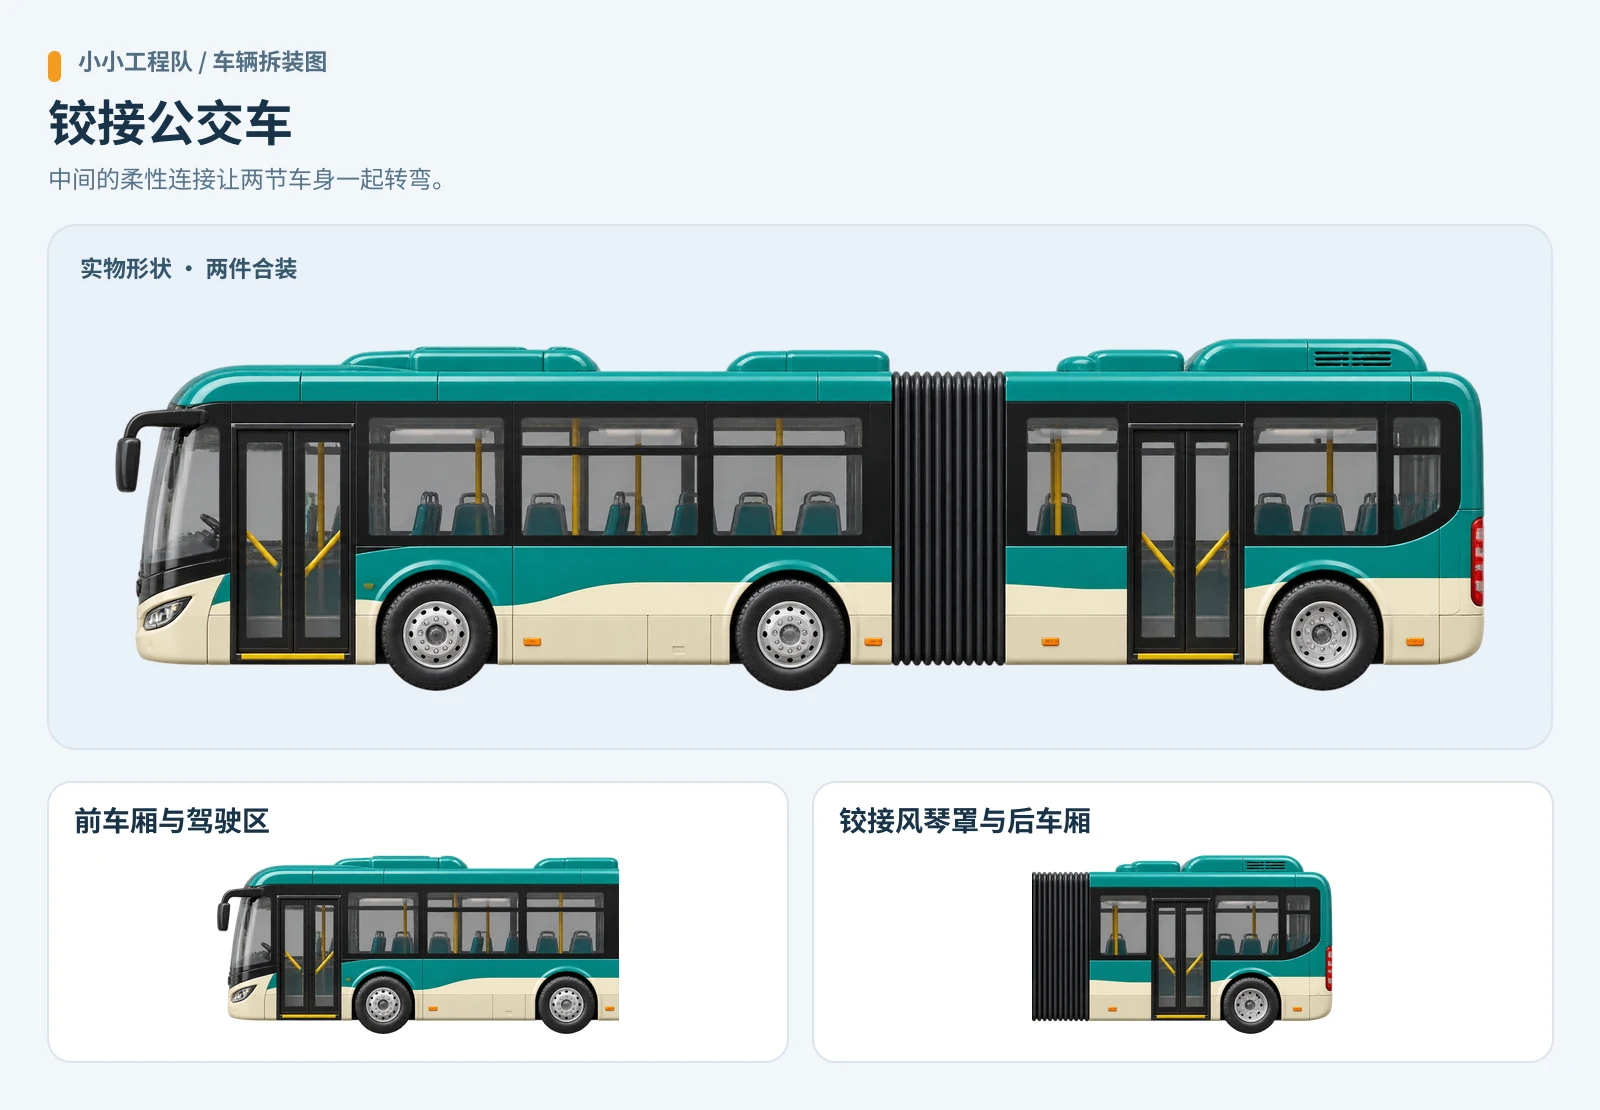 小小工程队 / 车辆拆装图
铰接公交车
中间的柔性连接让两节车身一起转弯。
实物形状 · 两件合装
前车厢与驾驶区
铰接风琴罩与后车厢